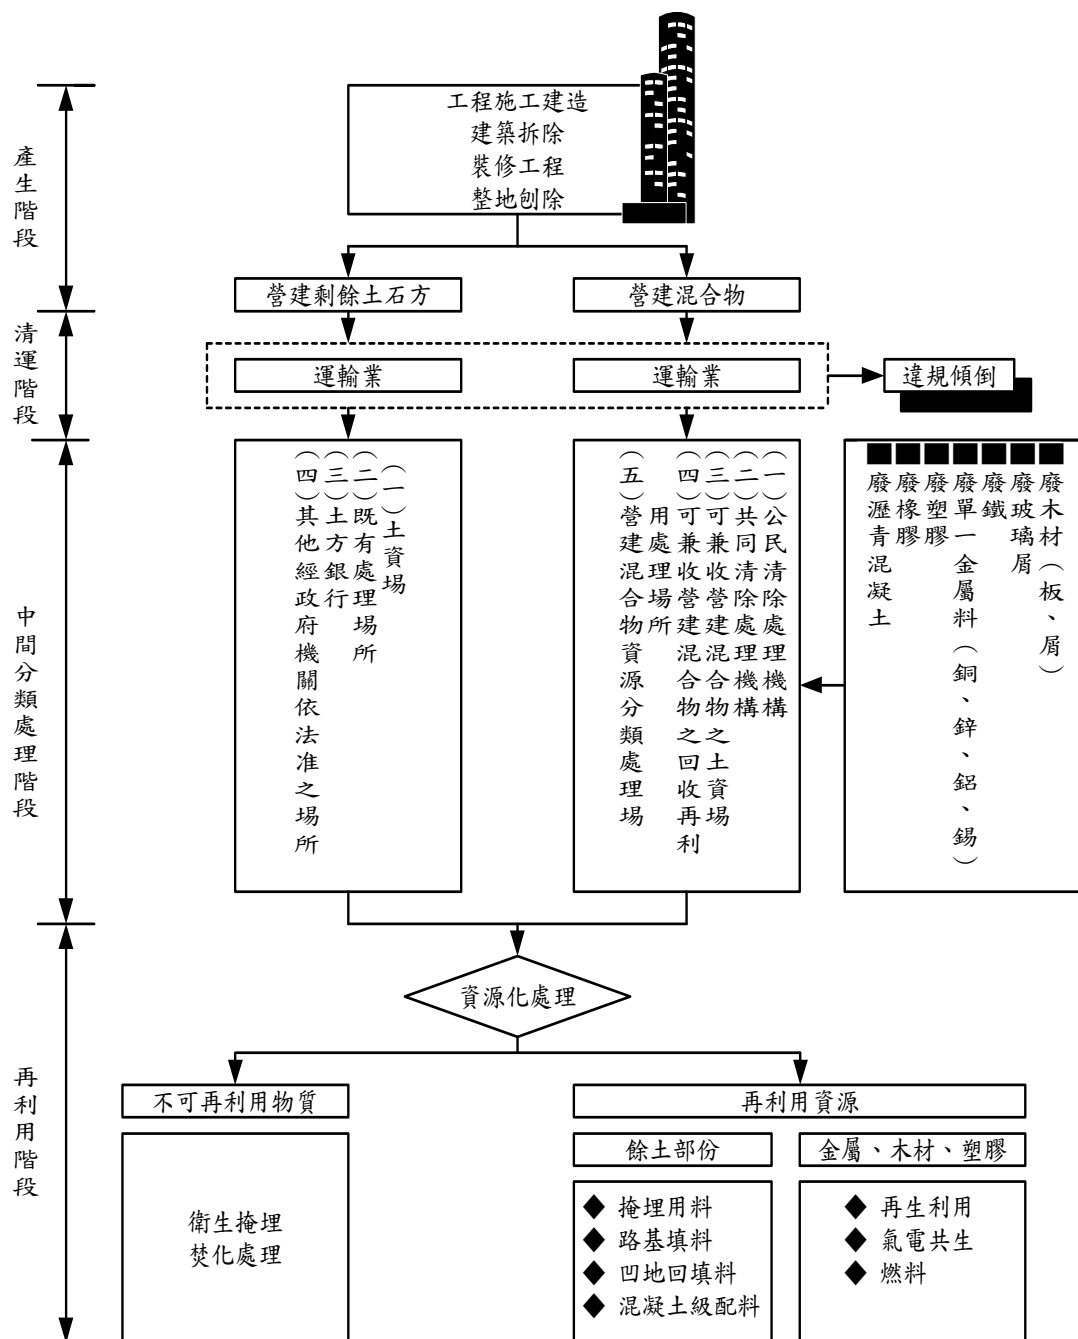 工程施工建造
建築拆除
裝修工程
整地刨除
產生階段
營建剩餘土石方
營建混合物
清運階段
運輸業
運輸業
違規傾倒
中間分類處理階段
(一)土資場
(二)既有處理場所
(三)土方銀行
(四)其他經政府機關依法准之場所
(一)公民清除處理機構
(二)共同清除處理機構
(三)可兼收營建混合物之土資場
(四)可兼收營建混合物之回收再利
用處理場所
(五)營建混合物資源分類處理場
廢木材(板、屑)
廢玻璃屑
廢鐵
廢單一金屬料(銅、鋅、鋁、錫)
廢塑膠
廢橡膠
廢瀝青混凝土
資源化處理
再利用階段
不可再利用物質
衛生掩埋
焚化處理
再利用資源
餘土部份
◆ 掩埋用料
◆ 路基填料
◆ 凹地回填料
◆ 混凝土級配料
金屬、木材、塑膠
◆ 再生利用
◆ 氣電共生
◆ 燃料